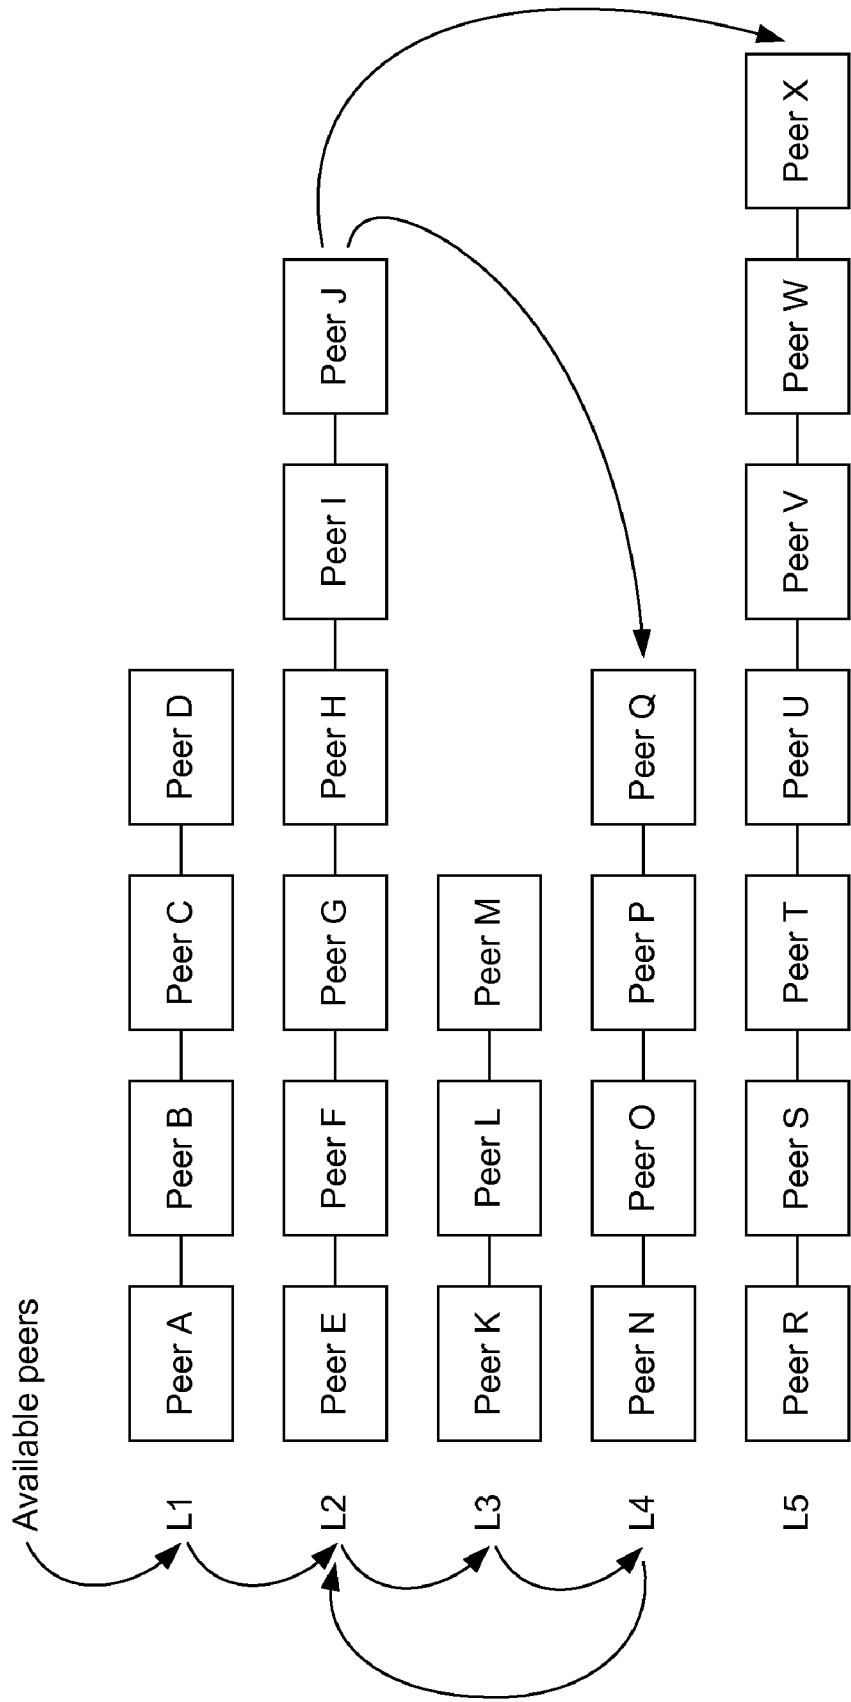 Available peers
L1
Peer A
Peer B
Peer C
Peer D
L2
Peer E
Peer F
Peer G
Peer H
Peer I
Peer J
L3
Peer K
Peer L
Peer M
L4
Peer N
Peer O
Peer P
Peer Q
L5
Peer R
Peer S
Peer T
Peer U
Peer V
Peer W
Peer X